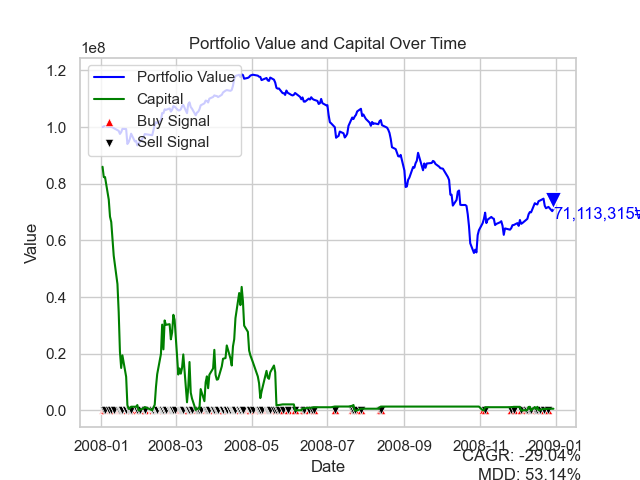 Portfolio Value and Capital Over Time
1e8
Portfolio Value
Capital
Buy Signal
Sell Signal
1.2
1.0
0.8
0.6
0.4
0.2
0.0
Value
71,113,315
2008-01 2008-03 2008-05 2008-07 2008-09 2008-11 2009-01
Date
CAGR: -29.04%
MDD: 53.14%